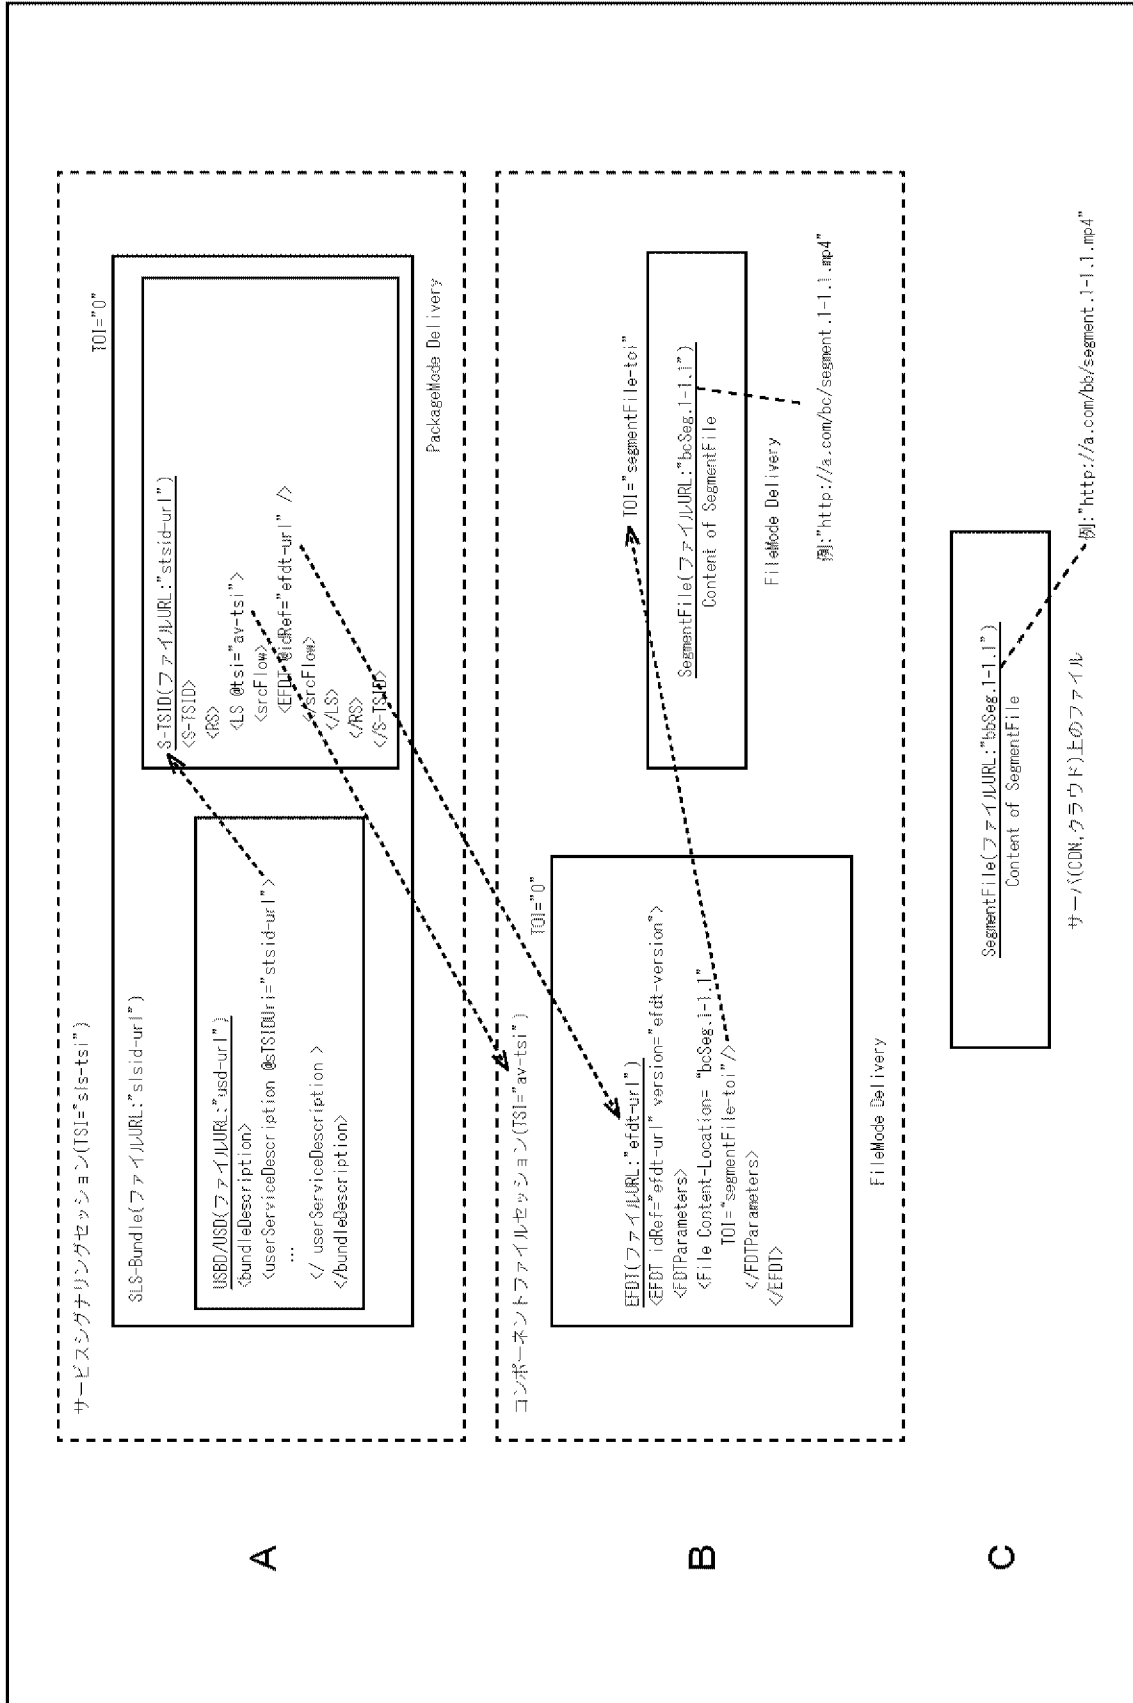 A
サービスシグナリングセッション(TSI="sls-tsi")
TOI="0"
SLS-Bundle(ファイルURL:"slsid-url")
USBD/USD(ファイルURL:"usd-url")
<bundleDescription>
<userServiceDescription @sTSIDUri="stsid-url">
...
</ userServiceDescription >
</bundleDescription>
S-TSID(ファイルURL:"stsid-url")
<S-TSID>
<RS>
<LS @tsi="av-tsi">
<srcFlow>
<EFDT @idRef="efdt-url" />
</srcFlow>
</LS>
</RS>
</S-TSID>
PackageMode Delivery
B
コンポーネントファイルセッション(TSI="av-tsi")
TOI="0"
EFDT(ファイルURL:"efdt-url")
<EFDT idRef="efdt-url" version="efdt-version">
<FDTParameters>
<File Content-Location= "bcSeg.1-1.1"
TOI="segmentFile-toi"/>
</FDTParameters>
</EFDT>
FileMode Delivery
TOI="segmentFile-toi"
SegmentFile(ファイルURL:"bcSeg.1-1.1")
Content of SegmentFile
FileMode Delivery
例:"http://a.com/bc/segment.1-1.1.mp4"
C
SegmentFile(ファイルURL:"bbSeg.1-1.1")
Content of SegmentFile
サーバ(CDN,クラウド)上のファイル
例:"http://a.com/bb/segment.1-1.1.mp4"